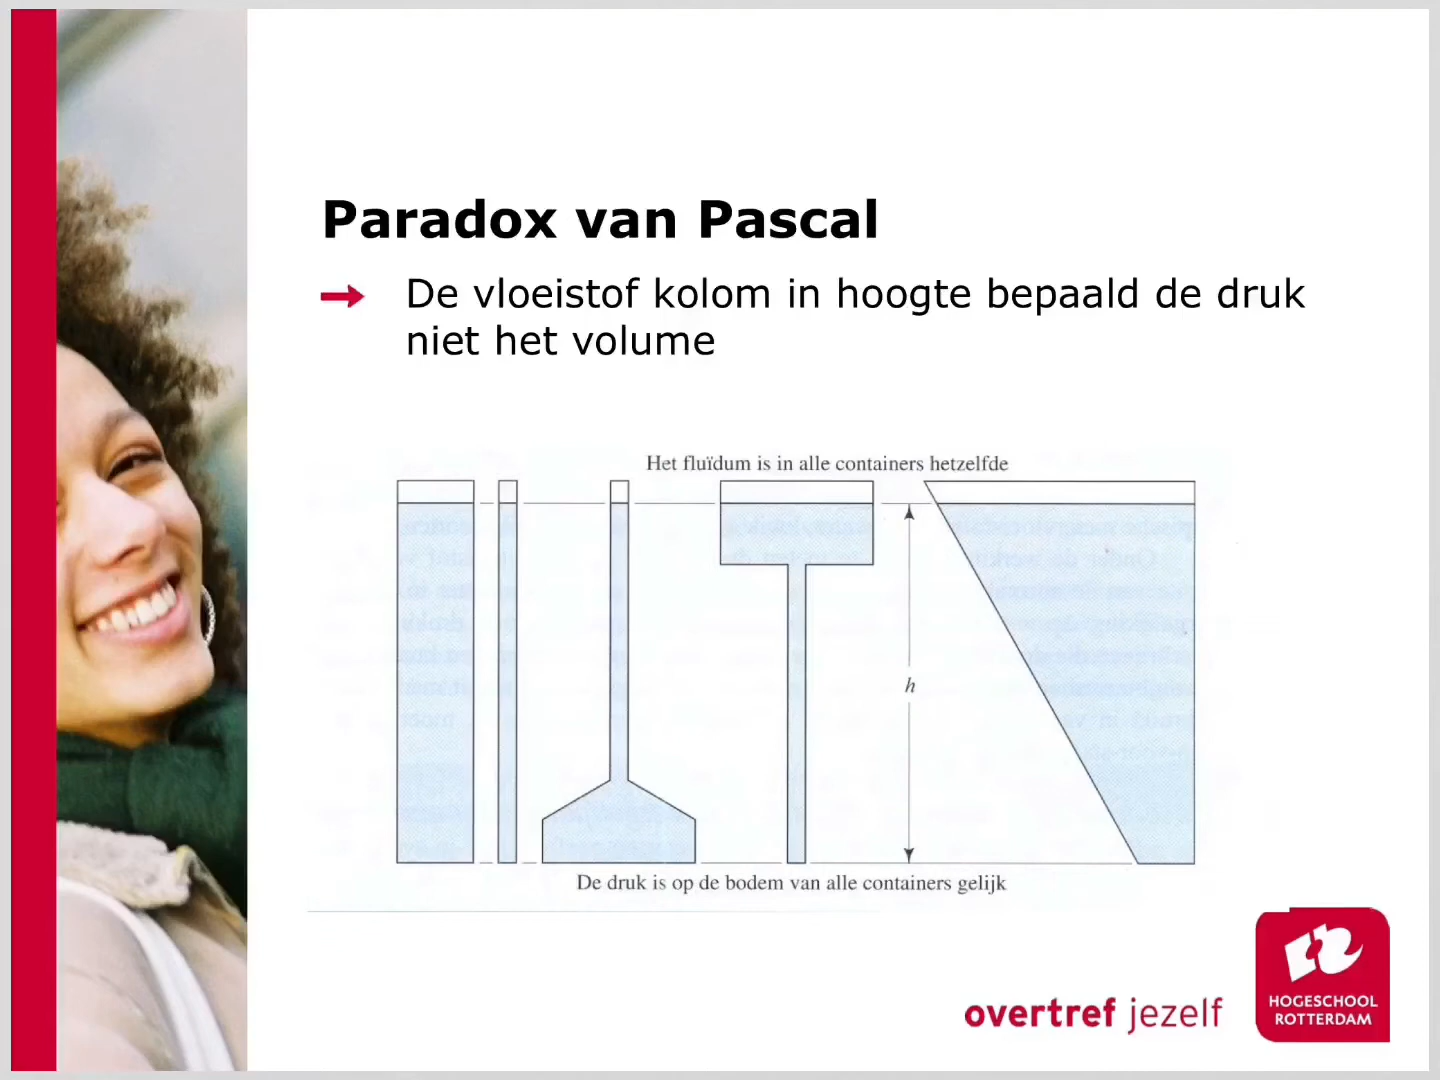 Paradox van Pascal
De vloeistof kolom in hoogte bepaald de druk
niet het volume
Het fluïdum is in alle containers hetzelfde
h
De druk is op de bodem van alle containers gelijk
overtref jezelf
HOGESCHOOL
ROTTERDAM